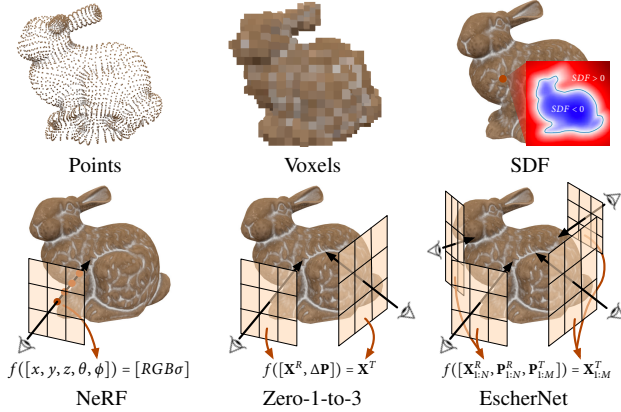 SDF > 0
SDF < 0
Points
Voxels
SDF
f([x, y, z, θ, ϕ]) = [RGBσ]
f([X^R, ΔP]) = X^T
f([X^R_{1:N}, P^R_{1:N}, P^T_{1:M}]) = X^T_{1:M}
NeRF
Zero-1-to-3
EscherNet